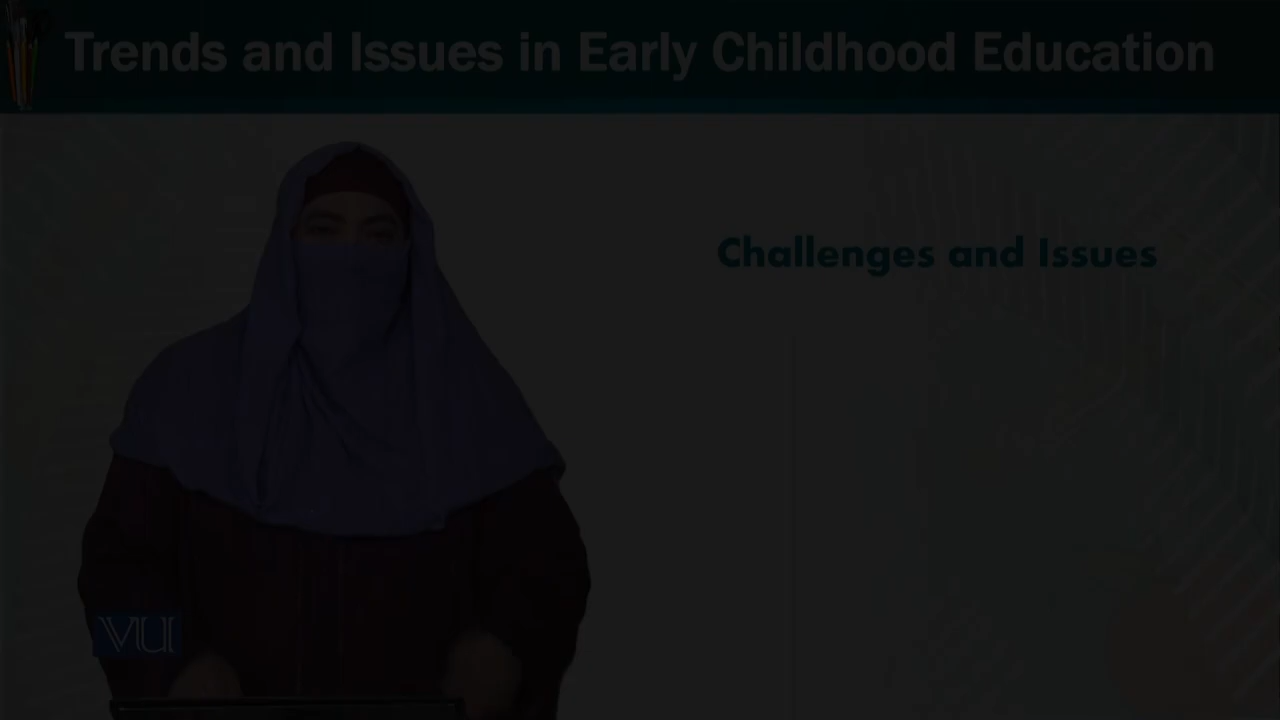 Trends and Issues in Early Childhood Education
Challenges and Issues
VU